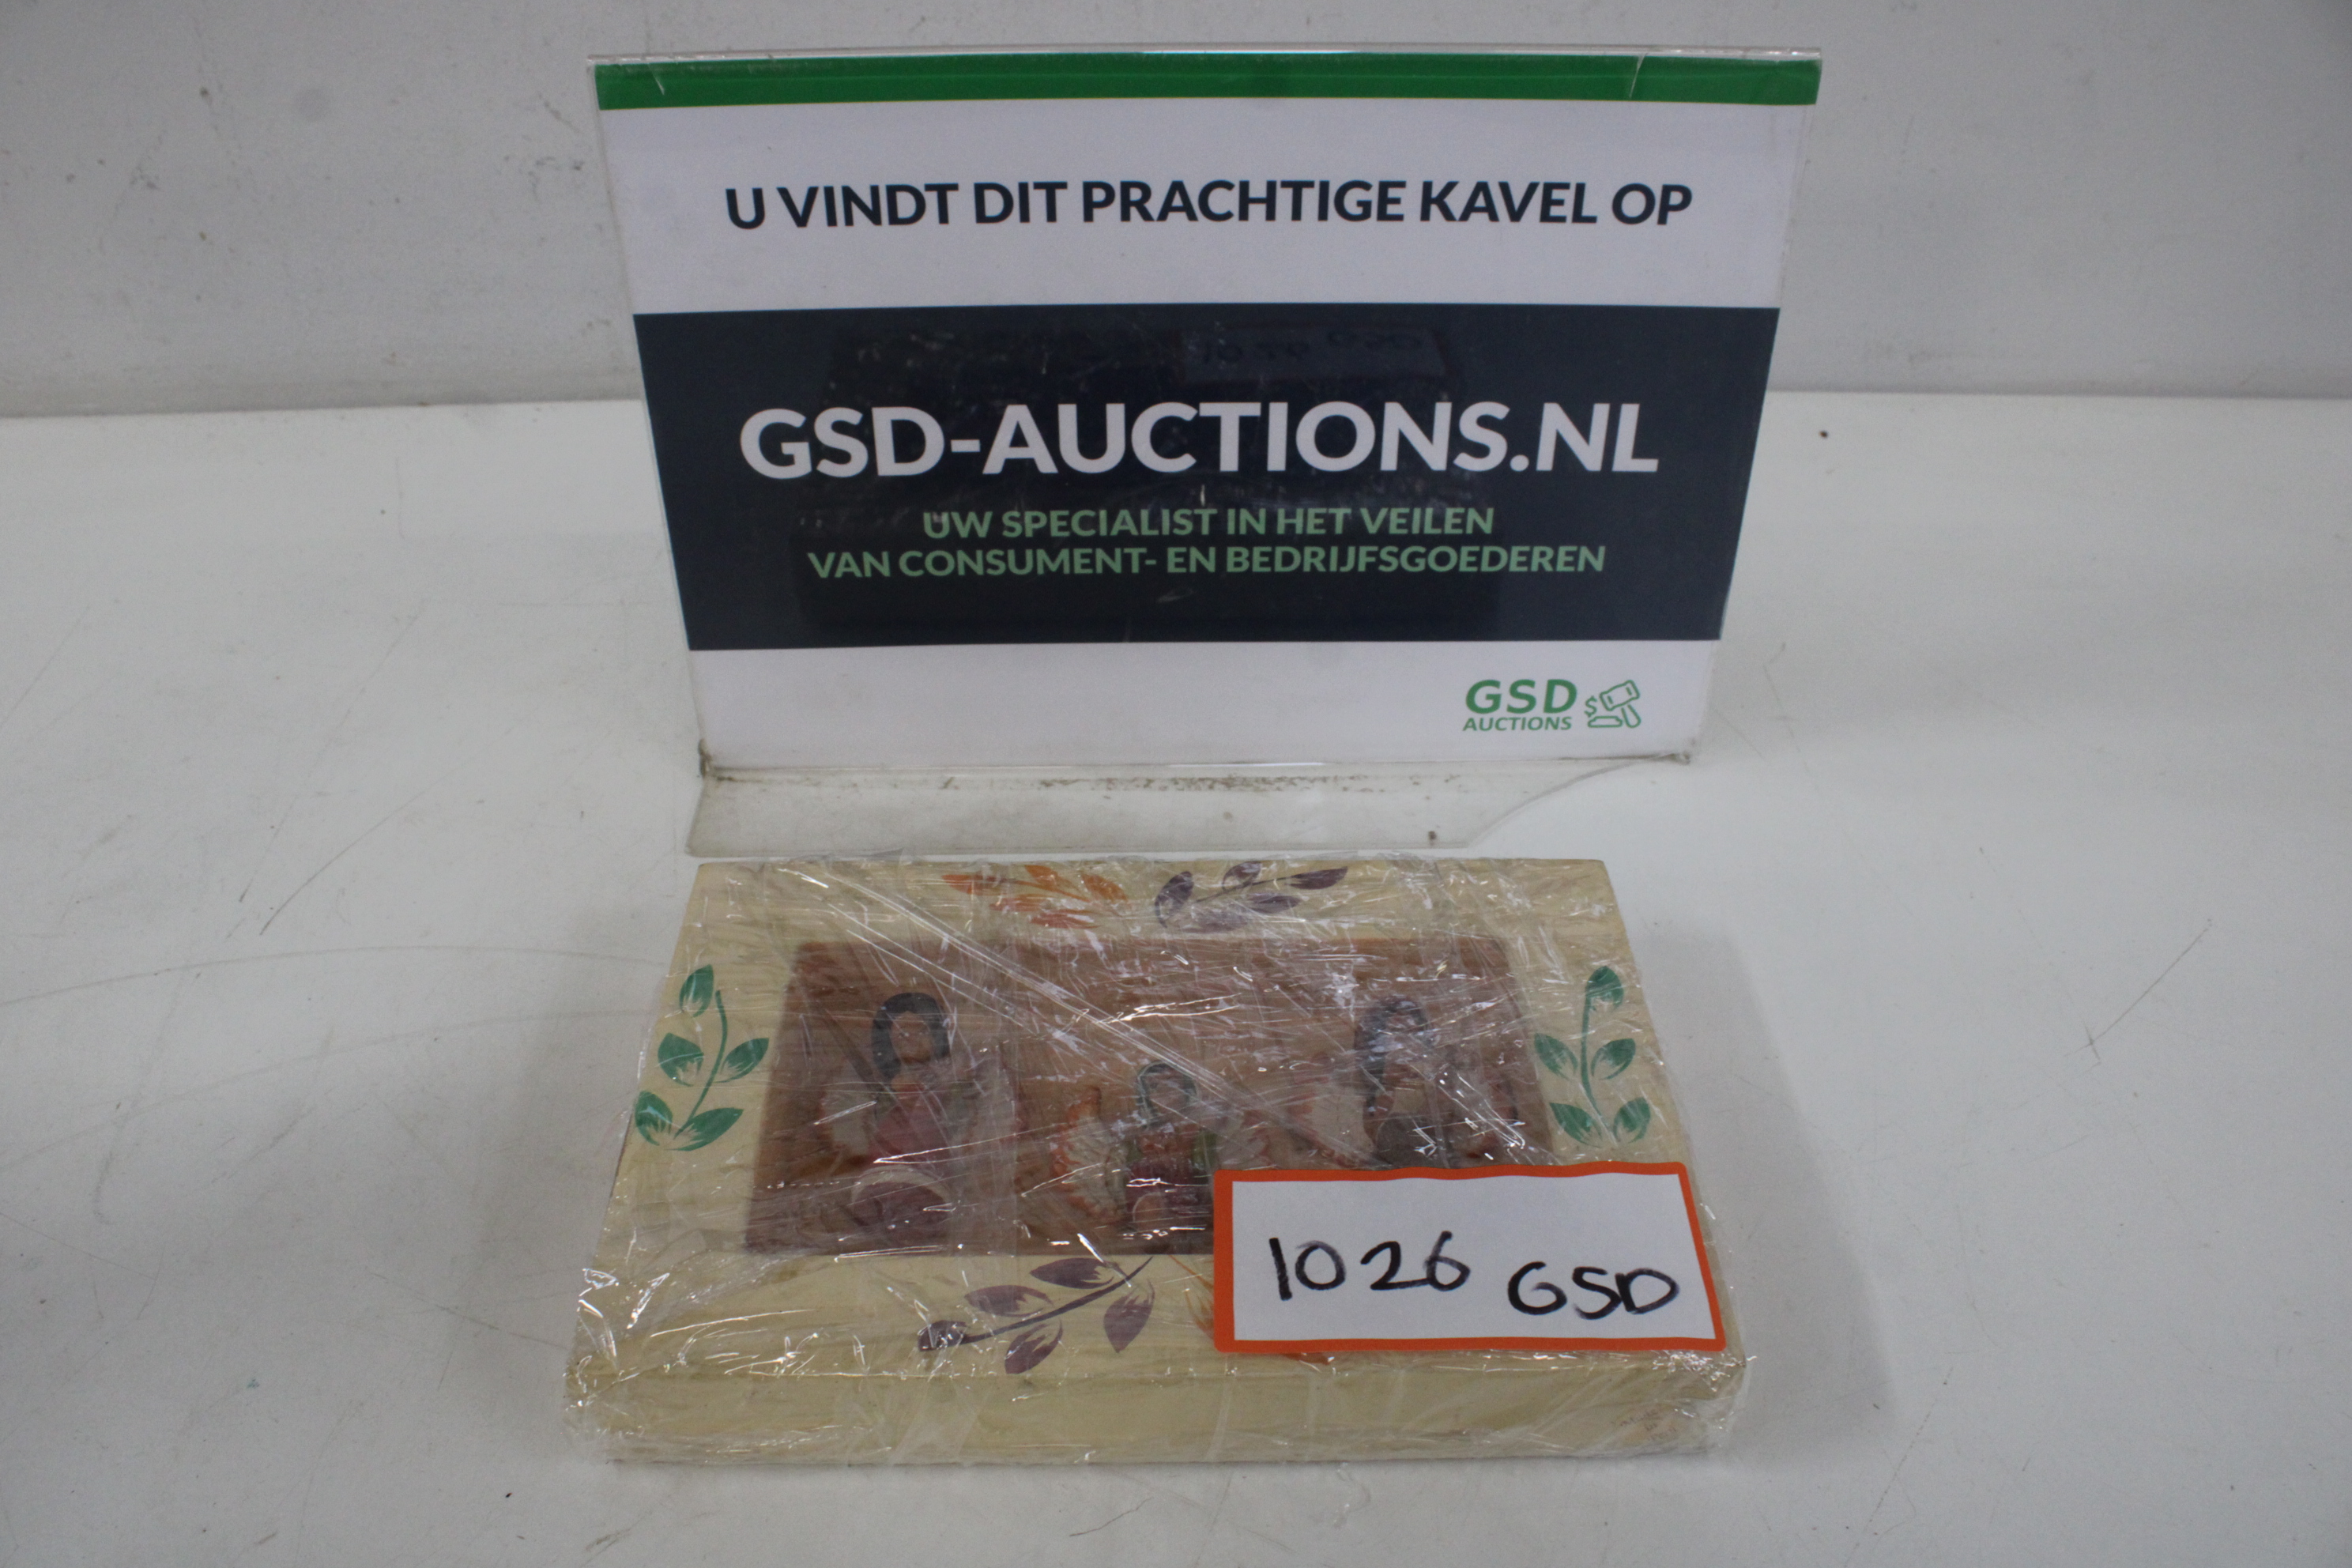 U VINDT DIT PRACHTIGE KAVEL OP
GSD-AUCTIONS.NL
UW SPECIALIST IN HET VEILEN
VAN CONSUMENT- EN BEDRIJFSGOEDEREN
GSD
AUCTIONS
1026 GSD